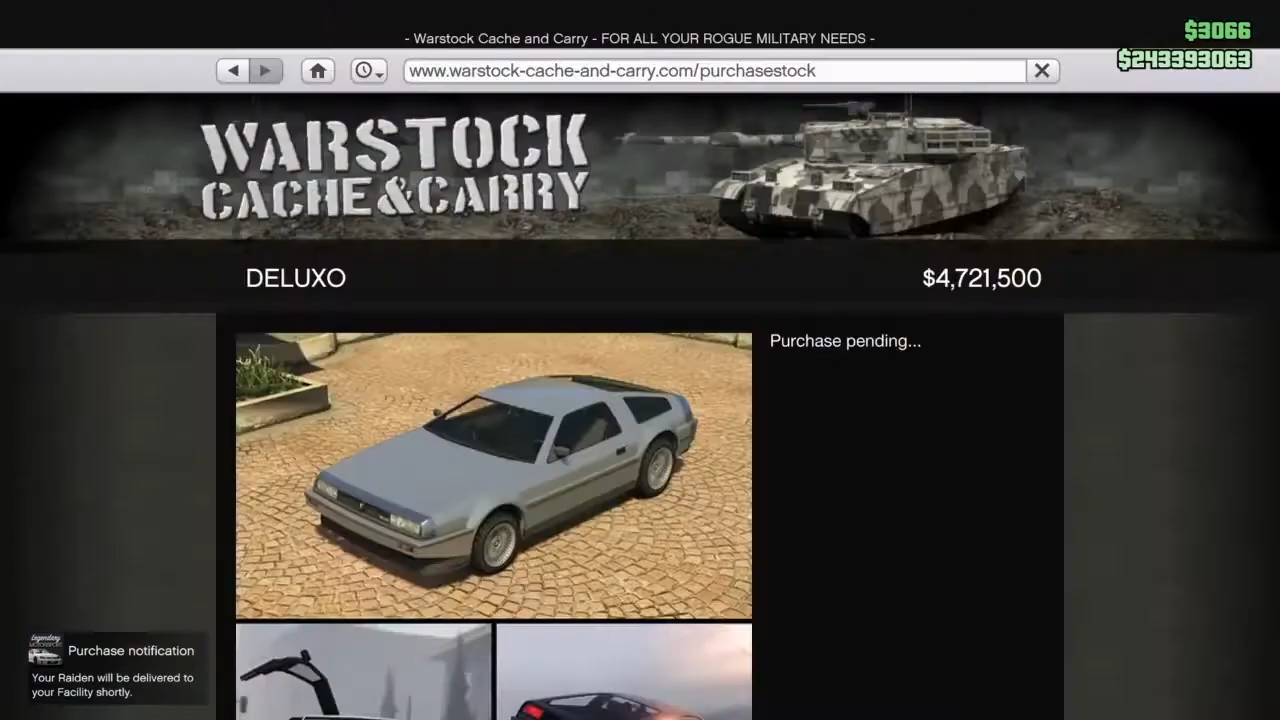 - Warstock Cache and Carry - FOR ALL YOUR ROGUE MILITARY NEEDS -
$3066
$243393063
www.warstock-cache-and-carry.com/purchasestock
WARSTOCK
CACHE&CARRY
DELUXO
$4,721,500
Purchase pending...
Legendary
MOTORSPORT
Purchase notification
Your Raiden will be delivered to
your Facility shortly.